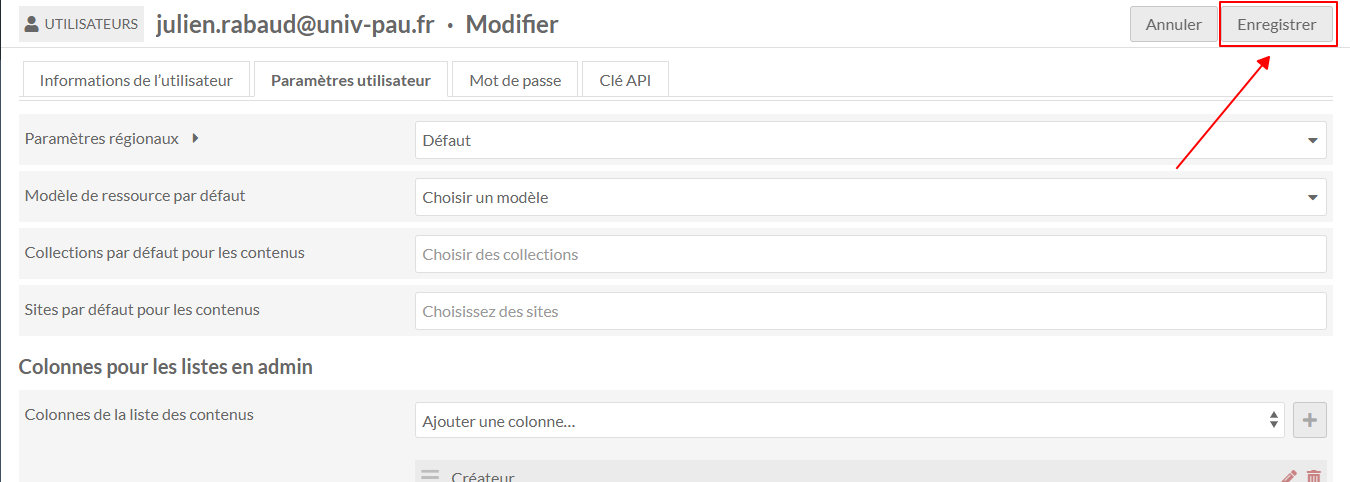 UTILISATEURS julien.rabaud@univ-pau.fr • Modifier Annuler Enregistrer
Informations de l’utilisateur Paramètres utilisateur Mot de passe Clé API
Paramètres régionaux Défaut
Modèle de ressource par défaut Choisir un modèle
Collections par défaut pour les contenus Choisir des collections
Sites par défaut pour les contenus Choisissez des sites
Colonnes pour les listes en admin
Colonnes de la liste des contenus Ajouter une colonne…
Créateur